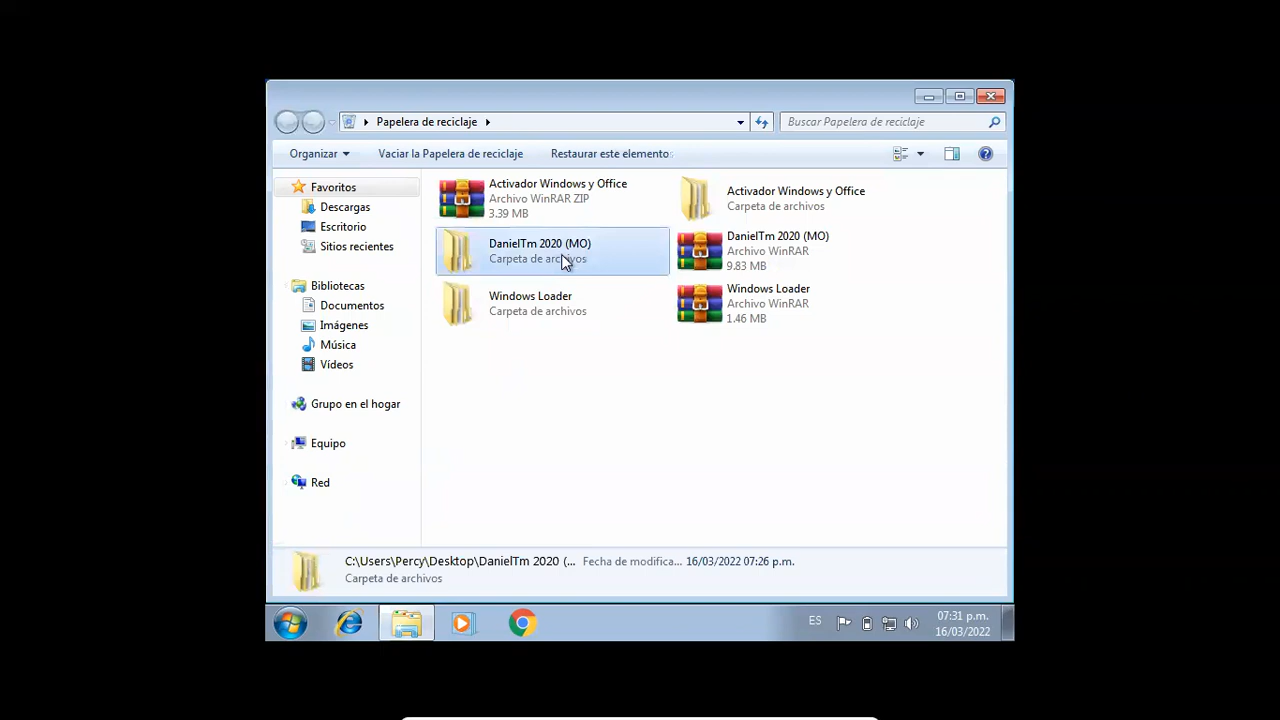 Papelera de reciclaje
Buscar Papelera de reciclaje
Organizar
Vaciar la Papelera de reciclaje
Restaurar este elemento
Favoritos
Descargas
Escritorio
Sitios recientes
Bibliotecas
Documentos
Imágenes
Música
Vídeos
Grupo en el hogar
Equipo
Red
Activador Windows y Office
Archivo WinRAR ZIP
3.39 MB
Activador Windows y Office
Carpeta de archivos
DanielTm 2020 (MO)
Carpeta de archivos
DanielTm 2020 (MO)
Archivo WinRAR
9.83 MB
Windows Loader
Carpeta de archivos
Windows Loader
Archivo WinRAR
1.46 MB
C:\Users\Percy\Desktop\DanielTm 2020 (... Fecha de modifica... 16/03/2022 07:26 p.m.
Carpeta de archivos
ES
07:31 p.m.
16/03/2022